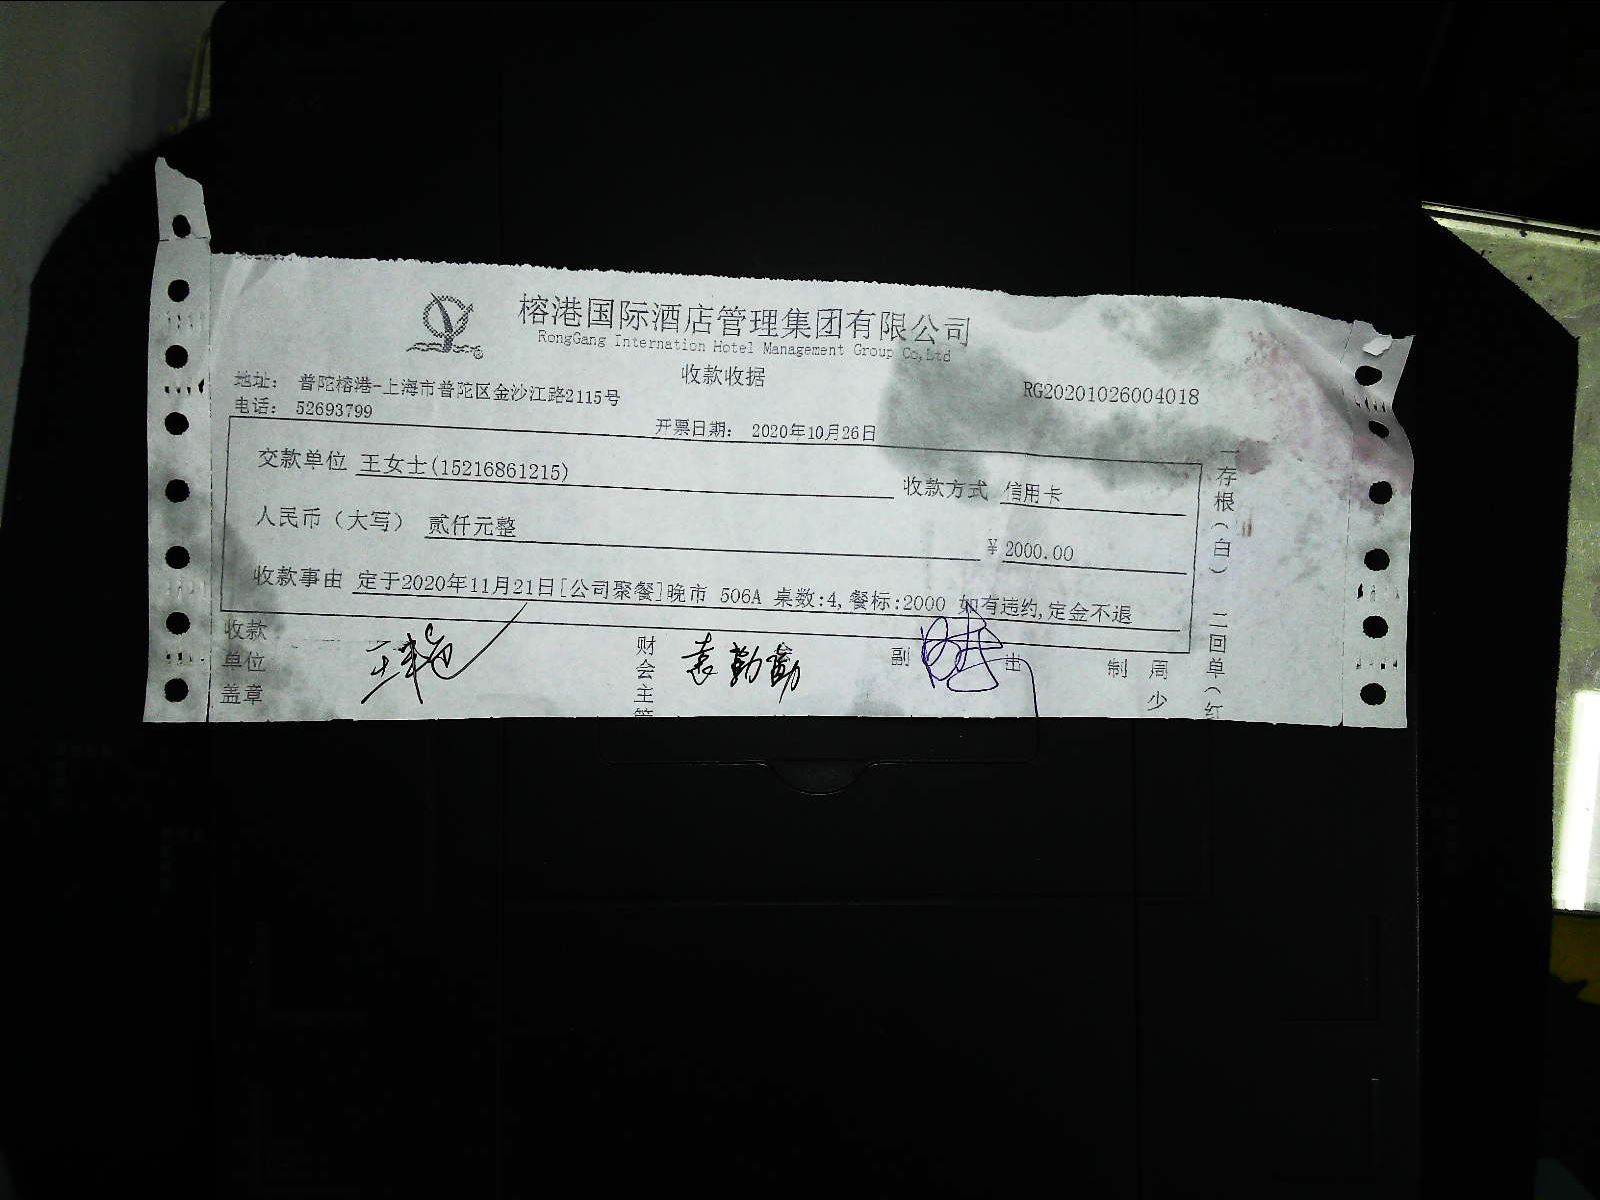 榕港国际酒店管理集团有限公司
RongGang Internation Hotel Management Group Co,Ltd
收款收据
地址： 普陀榕港-上海市普陀区金沙江路2115号
RG20201026004018
电话： 52693799
开票日期： 2020年10月26日
交款单位 王女士(15216861215) 收款方式 信用卡
人民币（大写） 贰仟元整 ￥2000.00
收款事由 定于2020年11月21日[公司聚餐]晚市 506A 桌数:4,餐标:2000 如有违约,定金不退
收款单位盖章
财会主管
袁勤勤
副
出
制
周少
一存根(白) 二回单(红